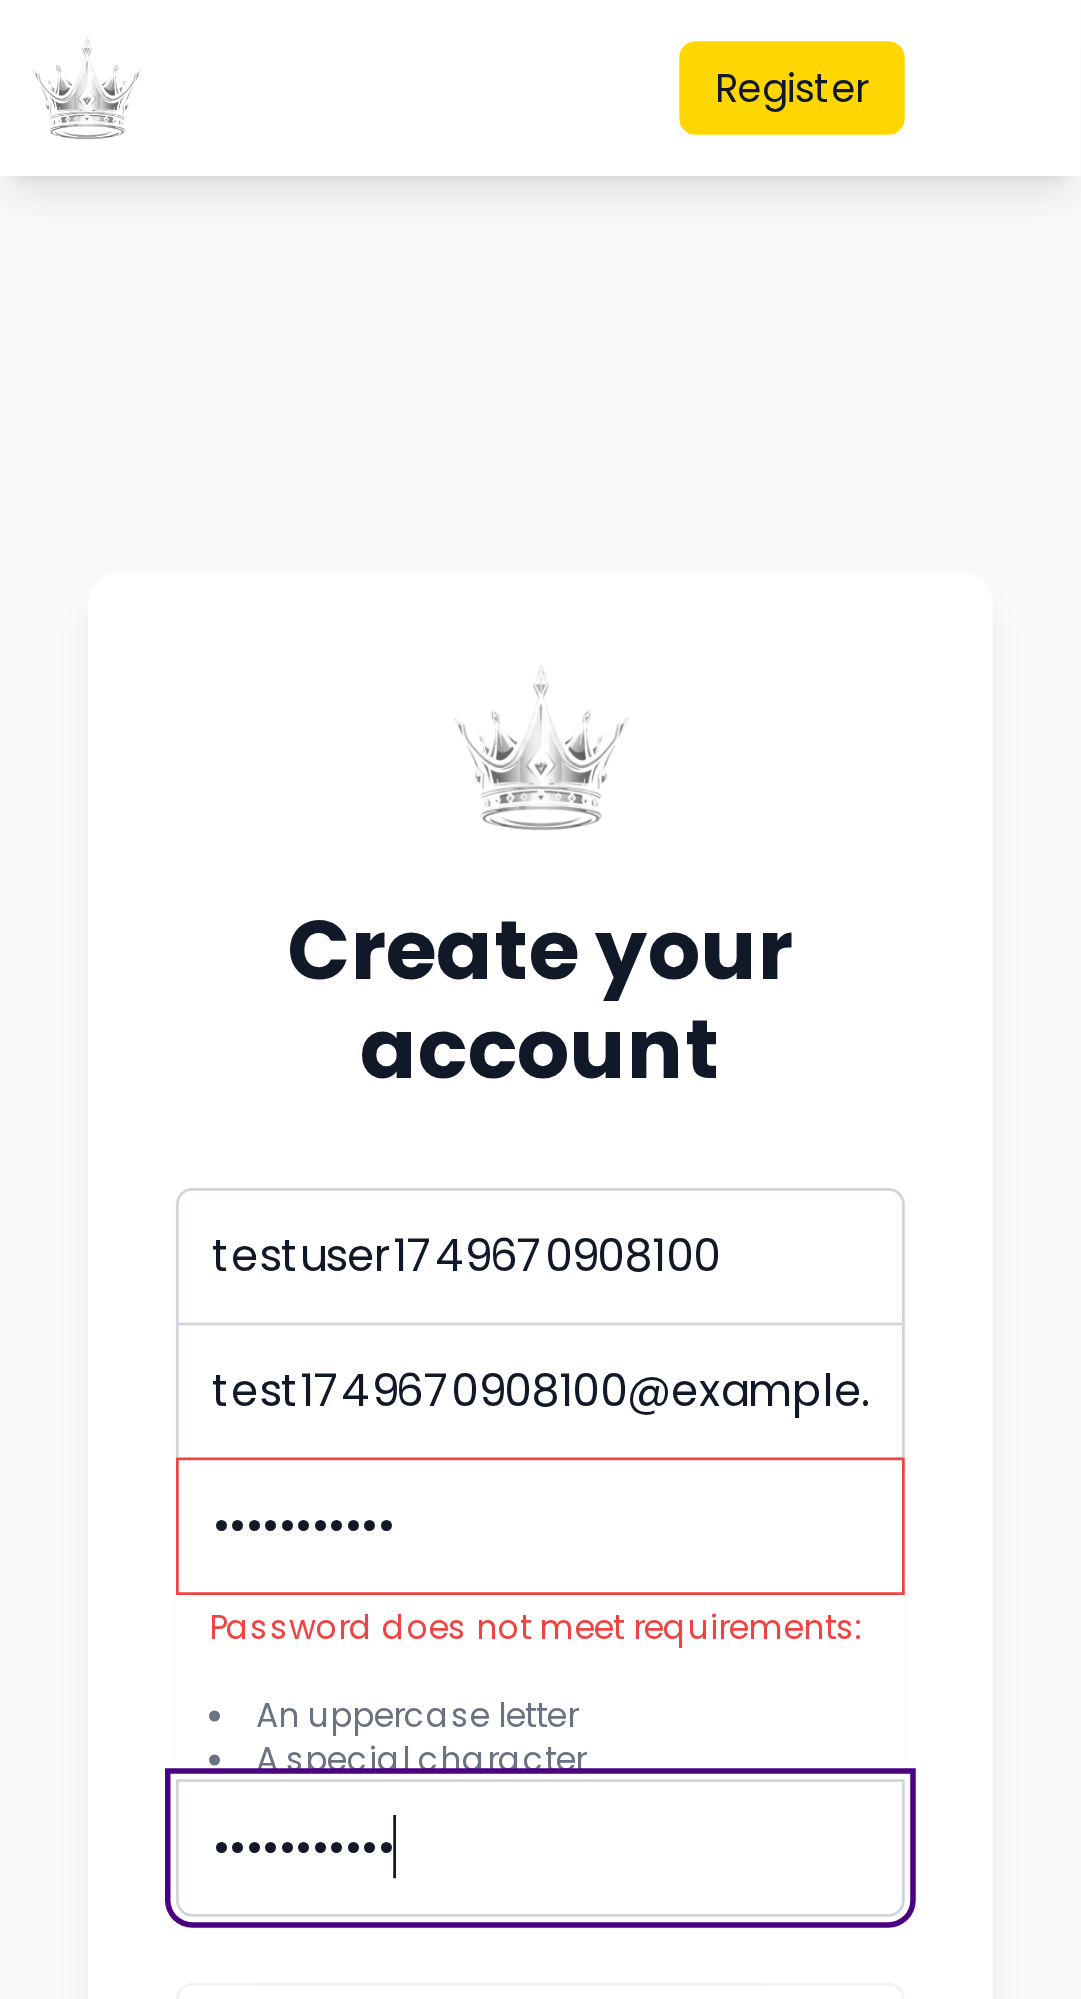 Register
Create your
account
testuser1749670908100
test1749670908100@example.
•••••••••••
Password does not meet requirements:
• An uppercase letter
• A special character
•••••••••••